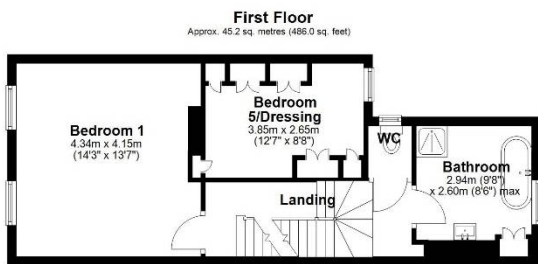 First Floor
Approx. 45.2 sq. metres (486.0 sq. feet)
Bedroom 1
4.34m x 4.15m
(14'3" x 13'7")
Bedroom
5/Dressing
3.85m x 2.65m
(12'7" x 8'8")
WC
Bathroom
2.94m (9'8")
x 2.60m (8'6") max
Landing